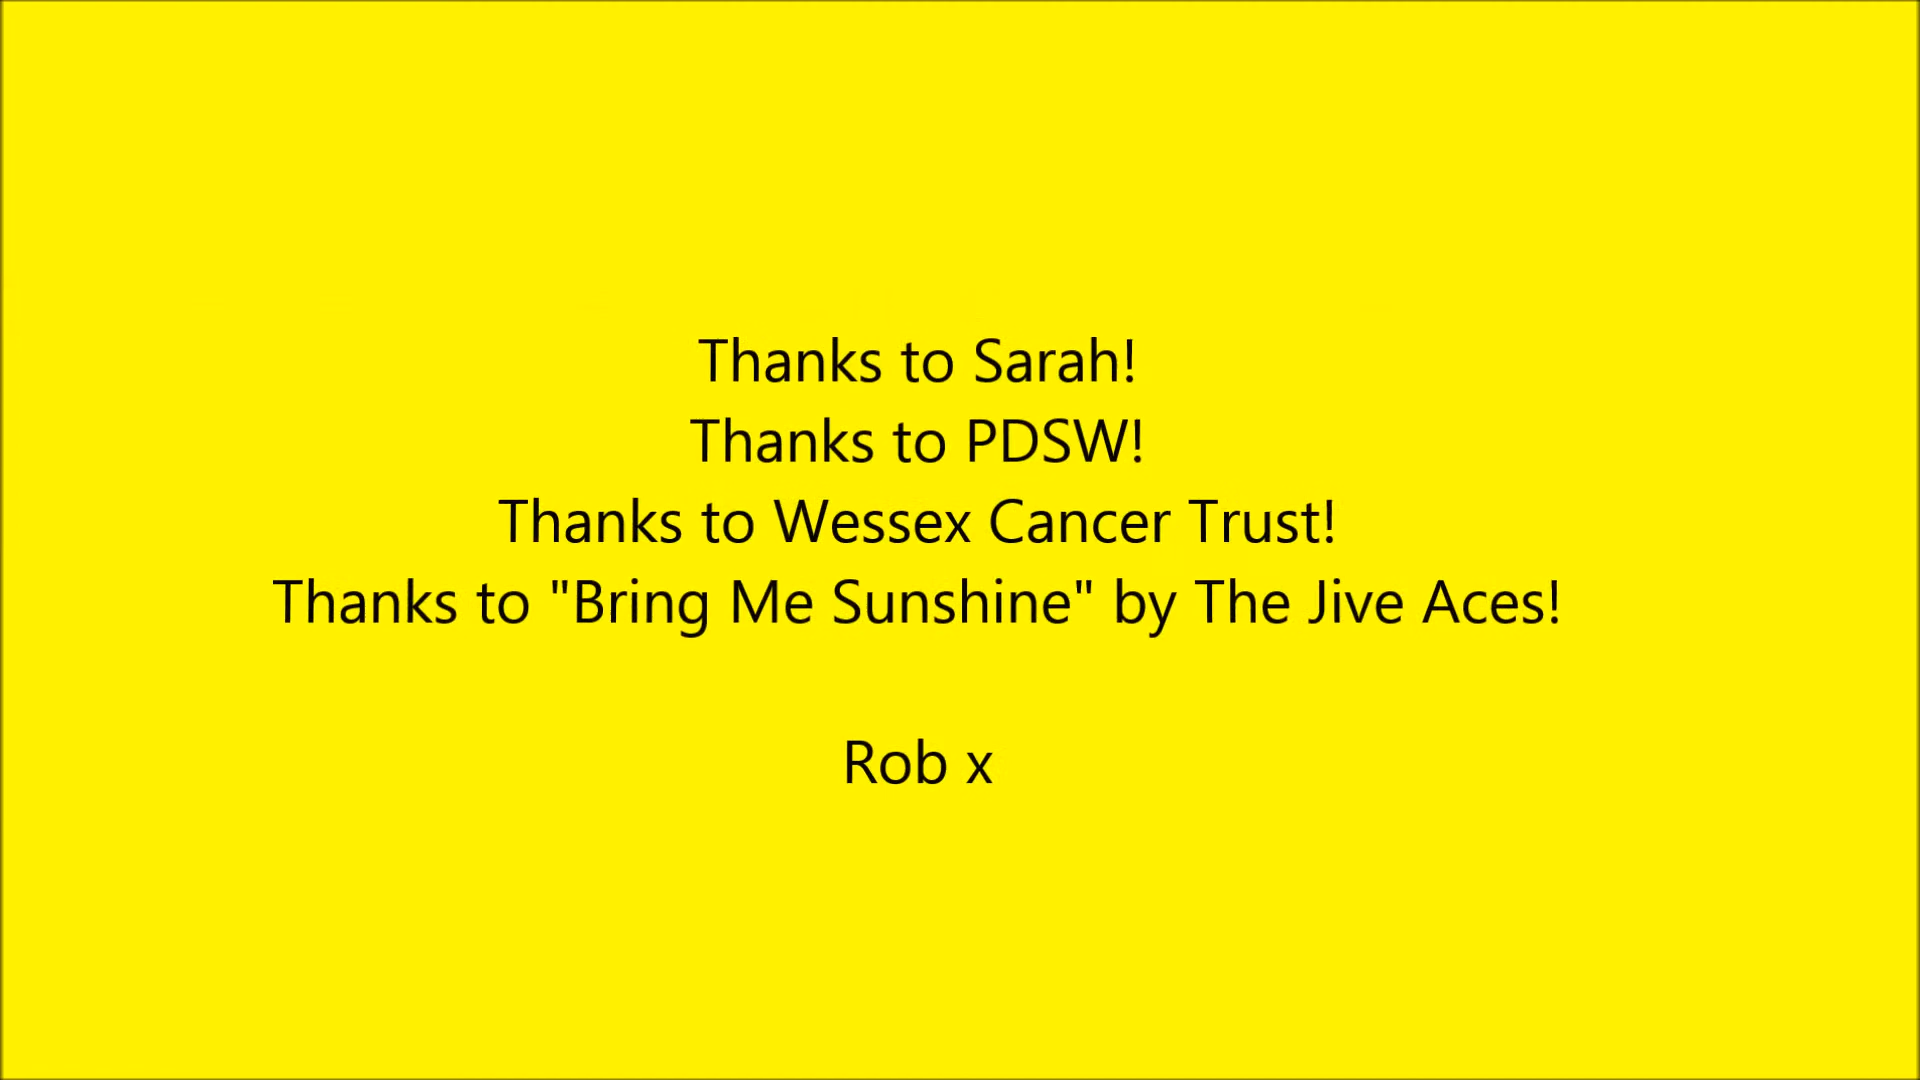 Thanks to Sarah!
Thanks to PDSW!
Thanks to Wessex Cancer Trust!
Thanks to "Bring Me Sunshine" by The Jive Aces!
Rob x